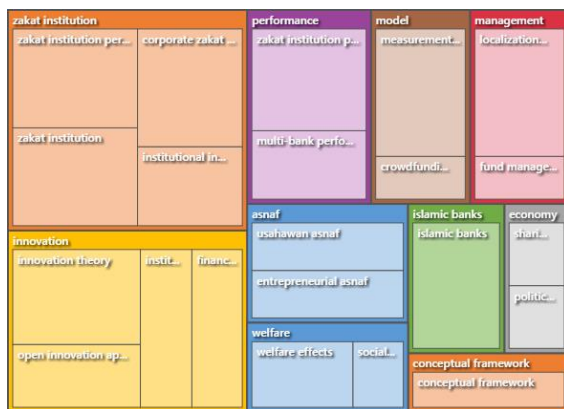 zakat institution
zakat institution per...
corporate zakat ...
zakat institution
institutional in...
performance
zakat institution p...
multi-bank perfo...
model
measurement...
crowdfundi...
management
localization...
fund manage...
innovation
innovation theory
instit...
financ...
open innovation ap...
asnaf
usahawan asnaf
entrepreneurial asnaf
welfare
welfare effects
social...
islamic banks
islamic banks
economy
shari...
politic...
conceptual framework
conceptual framework